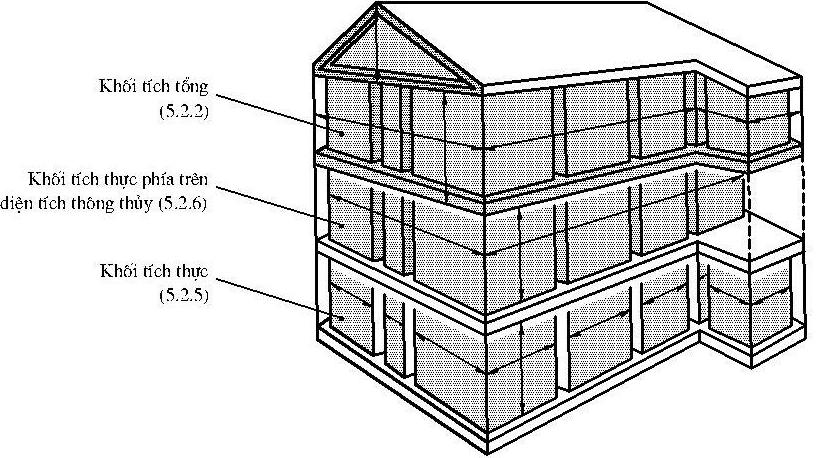 Khối tích tổng
(5.2.2)
Khối tích thực phía trên
diện tích thông thủy (5.2.6)
Khối tích thực
(5.2.5)